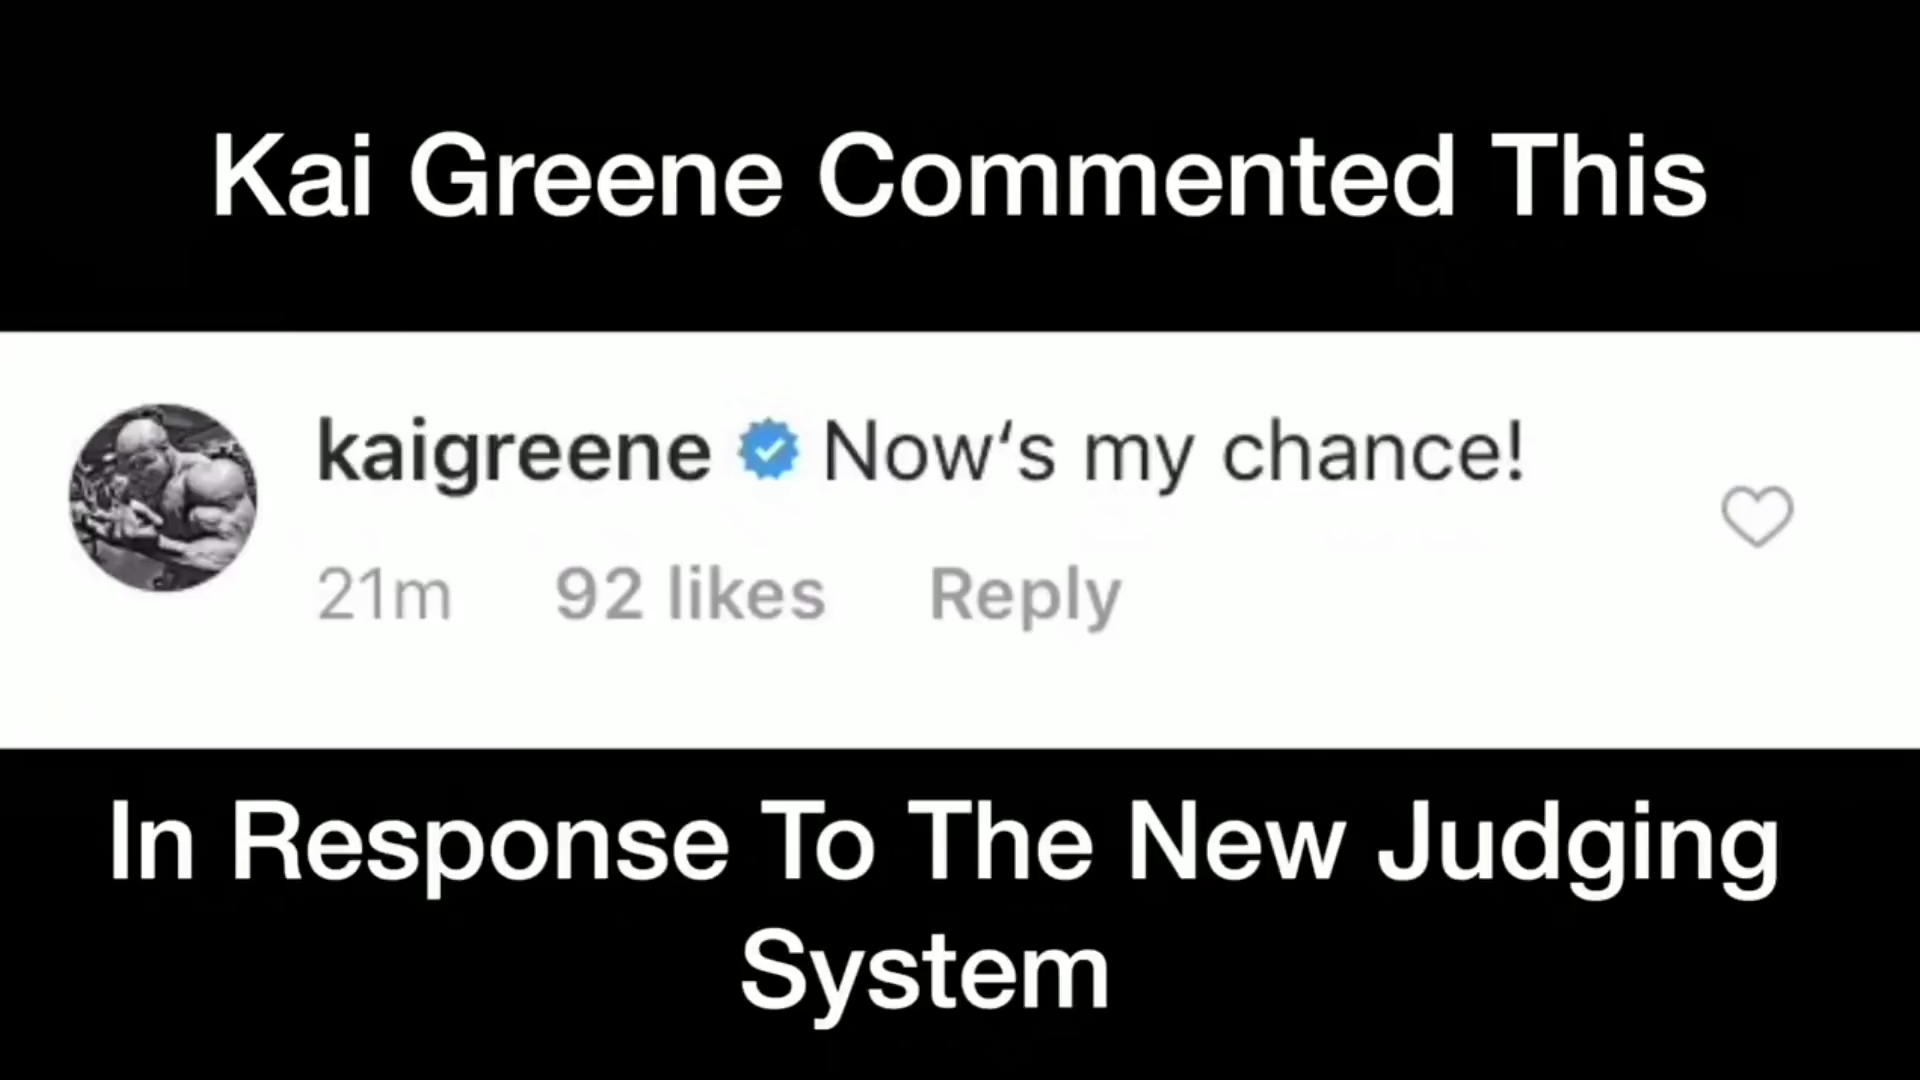 Kai Greene Commented This
kaigreene Now‘s my chance!
21m 92 likes Reply
In Response To The New Judging
System